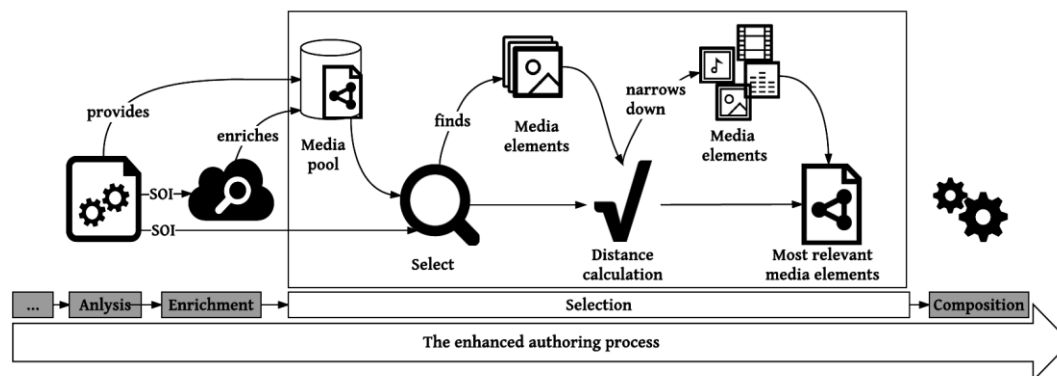 provides
enriches
SOI
SOI
Media
pool
finds
Select
Media
elements
narrows
down
Distance
calculation
Media
elements
Most relevant
media elements
...
Anlysis
Enrichment
Selection
Composition
The enhanced authoring process